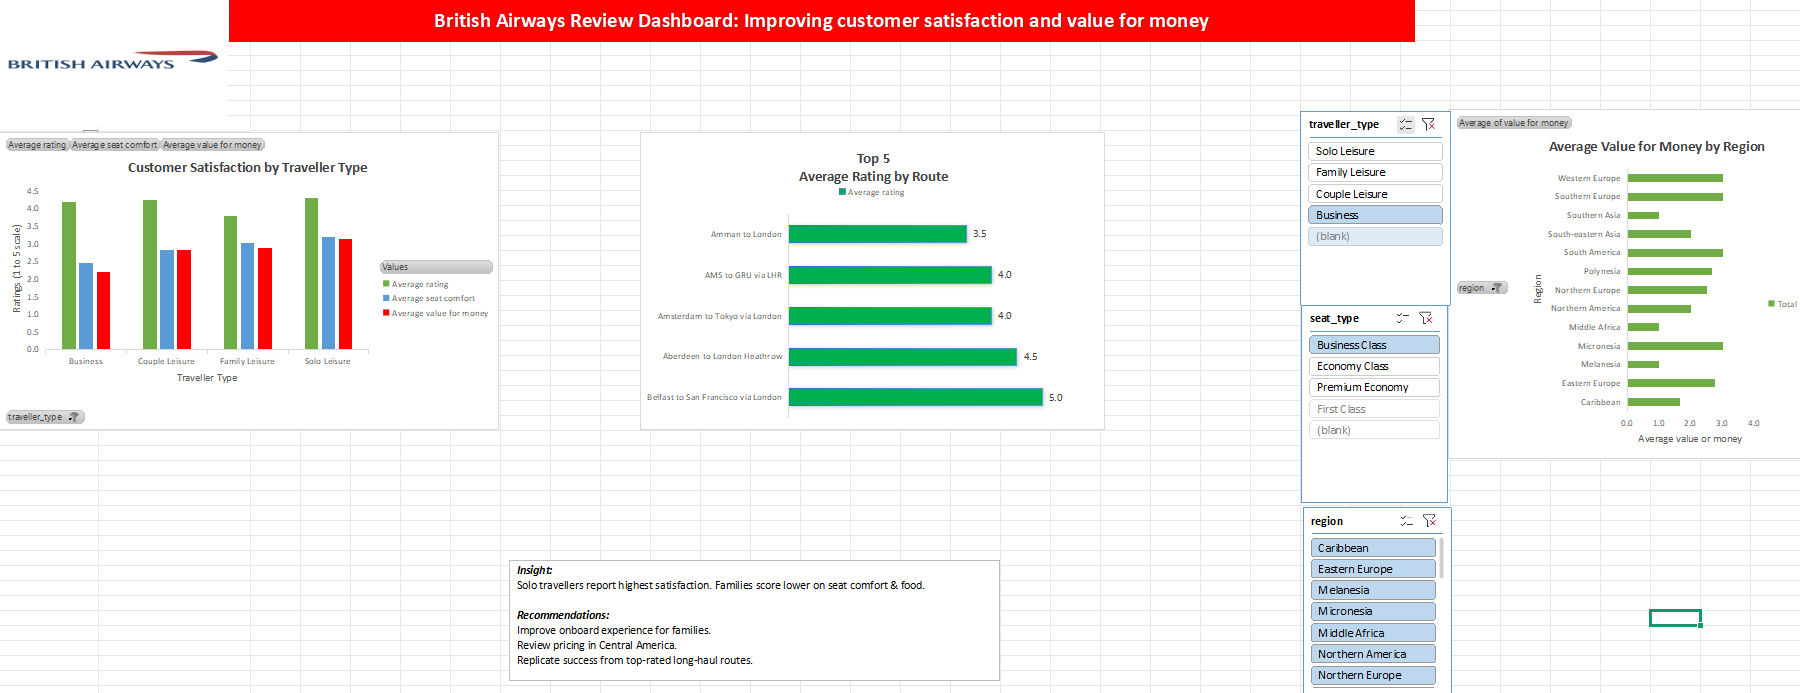 British Airways Review Dashboard: Improving customer satisfaction and value for money
BRITISH AIRWAYS
Average rating
Average seat comfort
Average value for money
Customer Satisfaction by Traveller Type
Ratings (1 to 5 scale)
4.5
4.0
3.5
3.0
2.5
2.0
1.5
1.0
0.5
0.0
Business
Couple Leisure
Family Leisure
Solo Leisure
Traveller Type
Values
Average rating
Average seat comfort
Average value for money
traveller_type
Top 5
Average Rating by Route
Average rating
Amman to London
3.5
AMS to GRU via LHR
4.0
Amsterdam to Tokyo via London
4.0
Aberdeen to London Heathrow
4.5
Belfast to San Francisco via London
5.0
traveller_type
Solo Leisure
Family Leisure
Couple Leisure
Business
(blank)
seat_type
Business Class
Economy Class
Premium Economy
First Class
(blank)
region
Caribbean
Eastern Europe
Melanesia
Micronesia
Middle Africa
Northern America
Northern Europe
Average of value for money
Average Value for Money by Region
Region
Western Europe
Southern Europe
Southern Asia
South-eastern Asia
South America
Polynesia
Northern Europe
Northern America
Middle Africa
Micronesia
Melanesia
Eastern Europe
Caribbean
0.0
1.0
2.0
3.0
4.0
Average value or money
region
Total
Insight:
Solo travellers report highest satisfaction. Families score lower on seat comfort & food.
Recommendations:
Improve onboard experience for families.
Review pricing in Central America.
Replicate success from top-rated long-haul routes.